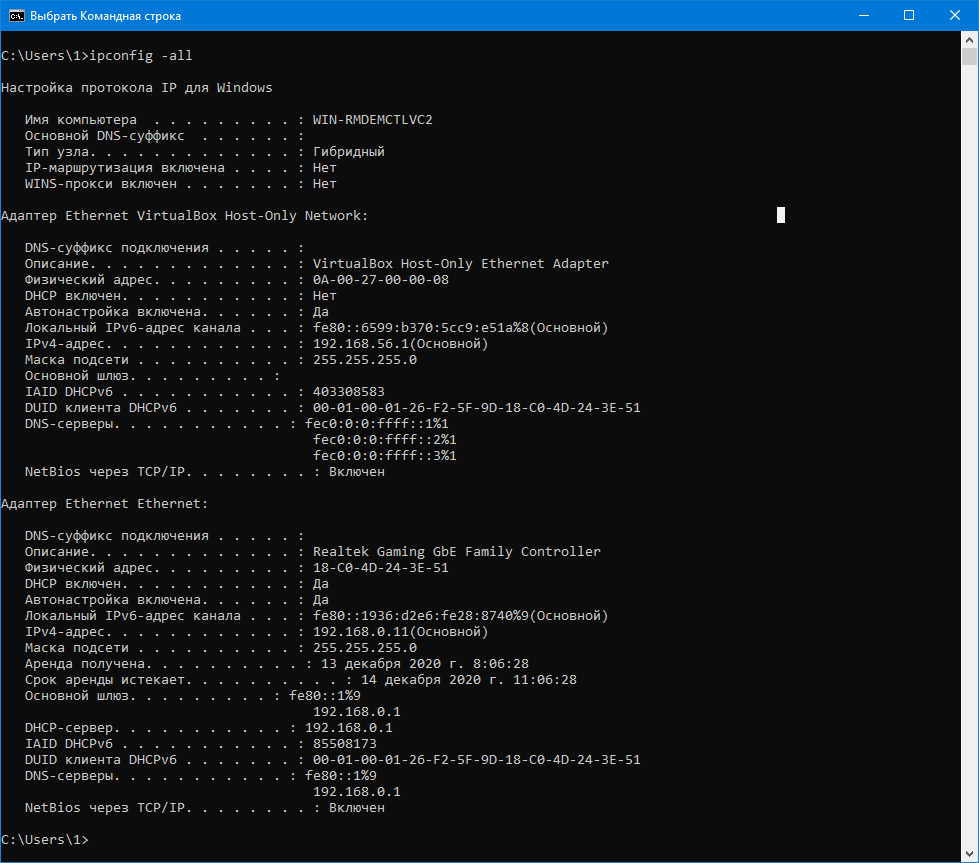 Выбрать Командная строка
C:\Users\1>ipconfig -all
Настройка протокола IP для Windows
Имя компьютера . . . . . . . . . : WIN-RMDEMCTLVC2
Основной DNS-суффикс . . . . . . :
Тип узла. . . . . . . . . . . . . : Гибридный
IP-маршрутизация включена . . . . : Нет
WINS-прокси включен . . . . . . . : Нет
Адаптер Ethernet VirtualBox Host-Only Network:
DNS-суффикс подключения . . . . . :
Описание. . . . . . . . . . . . . : VirtualBox Host-Only Ethernet Adapter
Физический адрес. . . . . . . . . : 0A-00-27-00-00-08
DHCP включен. . . . . . . . . . . : Нет
Автонастройка включена. . . . . . : Да
Локальный IPv6-адрес канала . . . : fe80::6599:b370:5cc9:e51a%8(Основной)
IPv4-адрес. . . . . . . . . . . . : 192.168.56.1(Основной)
Маска подсети . . . . . . . . . . : 255.255.255.0
Основной шлюз. . . . . . . . . :
IAID DHCPv6 . . . . . . . . . . . : 403308583
DUID клиента DHCPv6 . . . . . . . : 00-01-00-01-26-F2-5F-9D-18-C0-4D-24-3E-51
DNS-серверы. . . . . . . . . . . : fec0:0:0:ffff::1%1
fec0:0:0:ffff::2%1
fec0:0:0:ffff::3%1
NetBios через TCP/IP. . . . . . . . : Включен
Адаптер Ethernet Ethernet:
DNS-суффикс подключения . . . . . :
Описание. . . . . . . . . . . . . : Realtek Gaming GbE Family Controller
Физический адрес. . . . . . . . . : 18-C0-4D-24-3E-51
DHCP включен. . . . . . . . . . . : Да
Автонастройка включена. . . . . . : Да
Локальный IPv6-адрес канала . . . : fe80::1936:d2e6:fe28:8740%9(Основной)
IPv4-адрес. . . . . . . . . . . . : 192.168.0.11(Основной)
Маска подсети . . . . . . . . . . : 255.255.255.0
Аренда получена. . . . . . . . . . : 13 декабря 2020 г. 8:06:28
Срок аренды истекает. . . . . . . . . . : 14 декабря 2020 г. 11:06:28
Основной шлюз. . . . . . . . . : fe80::1%9
192.168.0.1
DHCP-сервер. . . . . . . . . . . : 192.168.0.1
IAID DHCPv6 . . . . . . . . . . . : 85508173
DUID клиента DHCPv6 . . . . . . . : 00-01-00-01-26-F2-5F-9D-18-C0-4D-24-3E-51
DNS-серверы. . . . . . . . . . . : fe80::1%9
192.168.0.1
NetBios через TCP/IP. . . . . . . . : Включен
C:\Users\1>